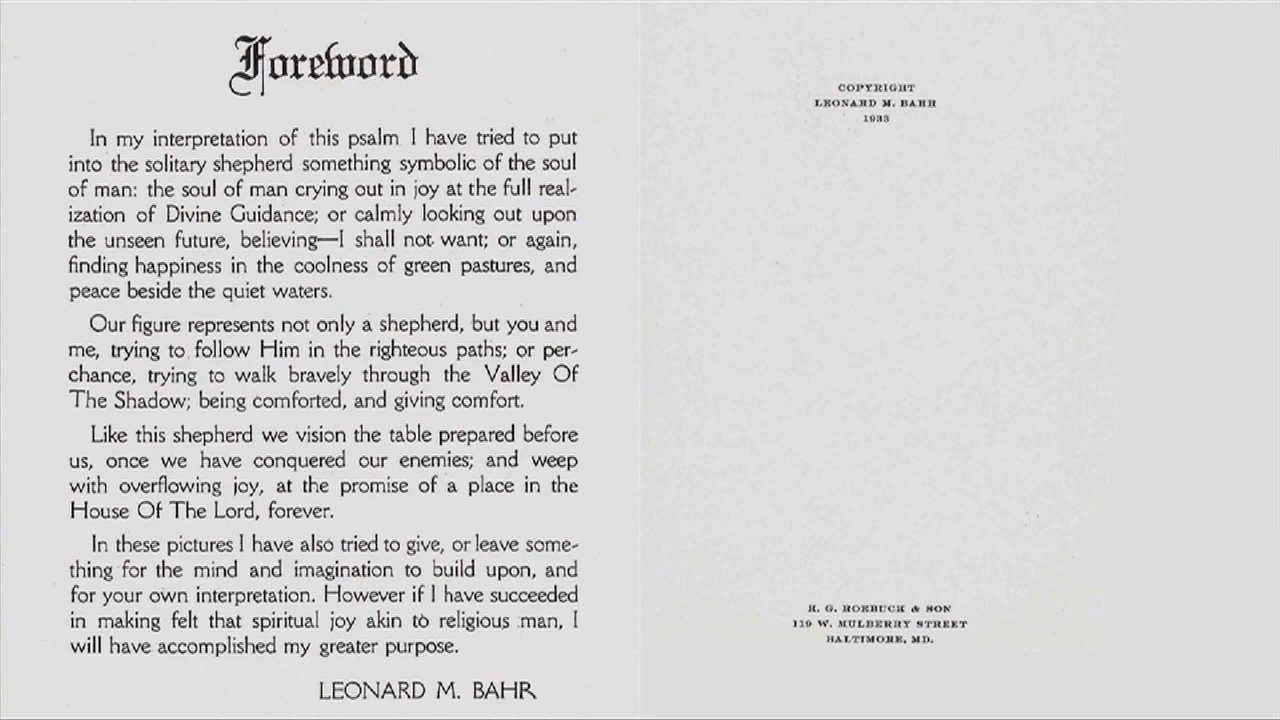 Foreword
In my interpretation of this psalm I have tried to put
into the solitary shepherd something symbolic of the soul
of man: the soul of man crying out in joy at the full real-
ization of Divine Guidance; or calmly looking out upon
the unseen future, believing—I shall not want; or again,
finding happiness in the coolness of green pastures, and
peace beside the quiet waters.
Our figure represents not only a shepherd, but you and
me, trying to follow Him in the righteous paths; or per-
chance, trying to walk bravely through the Valley Of
The Shadow; being comforted, and giving comfort.
Like this shepherd we vision the table prepared before
us, once we have conquered our enemies; and weep
with overflowing joy, at the promise of a place in the
House Of The Lord, forever.
In these pictures I have also tried to give, or leave some-
thing for the mind and imagination to build upon, and
for your own interpretation. However if I have succeeded
in making felt that spiritual joy akin to religious man, I
will have accomplished my greater purpose.
LEONARD M. BAHR
COPYRIGHT
LEONARD M. BAHR
1933
H. G. ROEBUCK & SON
119 W. MULBERRY STREET
BALTIMORE, MD.